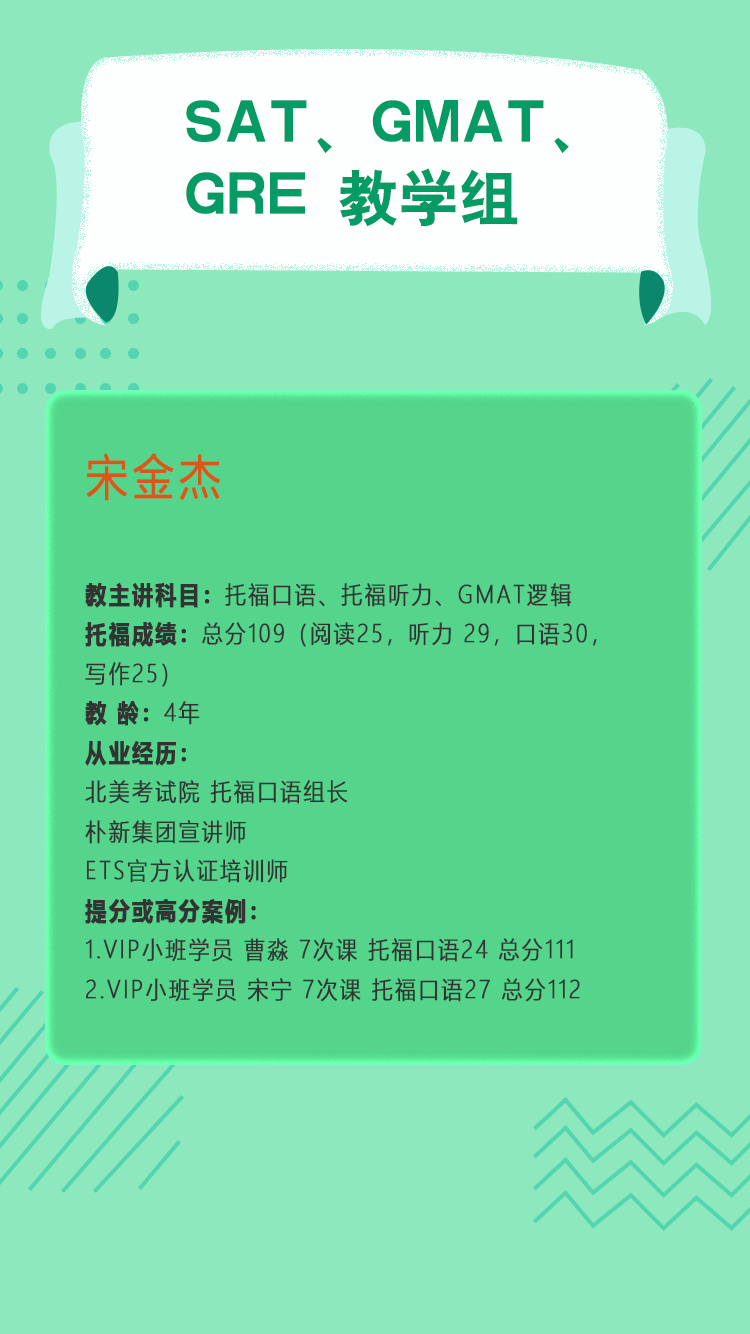 SAT、GMAT、
GRE 教学组
宋金杰
教主讲科目：托福口语、托福听力、GMAT逻辑
托福成绩：总分109（阅读25，听力 29，口语30，
写作25）
教 龄：4年
从业经历：
北美考试院 托福口语组长
朴新集团宣讲师
ETS官方认证培训师
提分或高分案例：
1.VIP小班学员 曹淼 7次课 托福口语24 总分111
2.VIP小班学员 宋宁 7次课 托福口语27 总分112